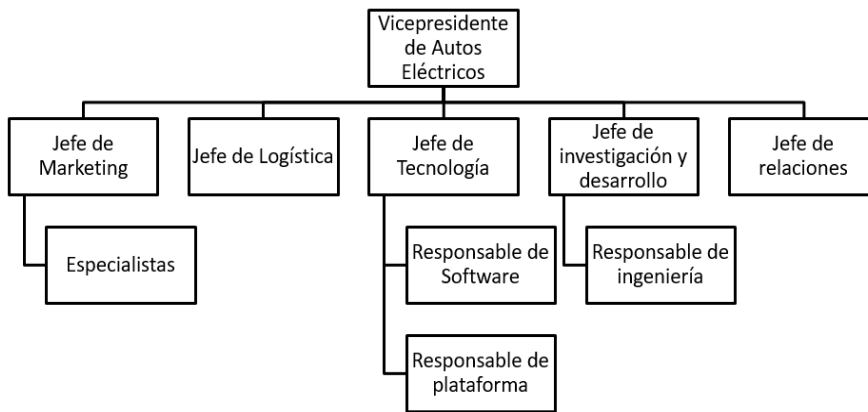 Vicepresidente
de Autos
Eléctricos
Jefe de
Marketing
Jefe de Logística
Jefe de
Tecnología
Jefe de
investigación y
desarrollo
Jefe de
relaciones
Especialistas
Responsable de
Software
Responsable de
ingeniería
Responsable de
plataforma